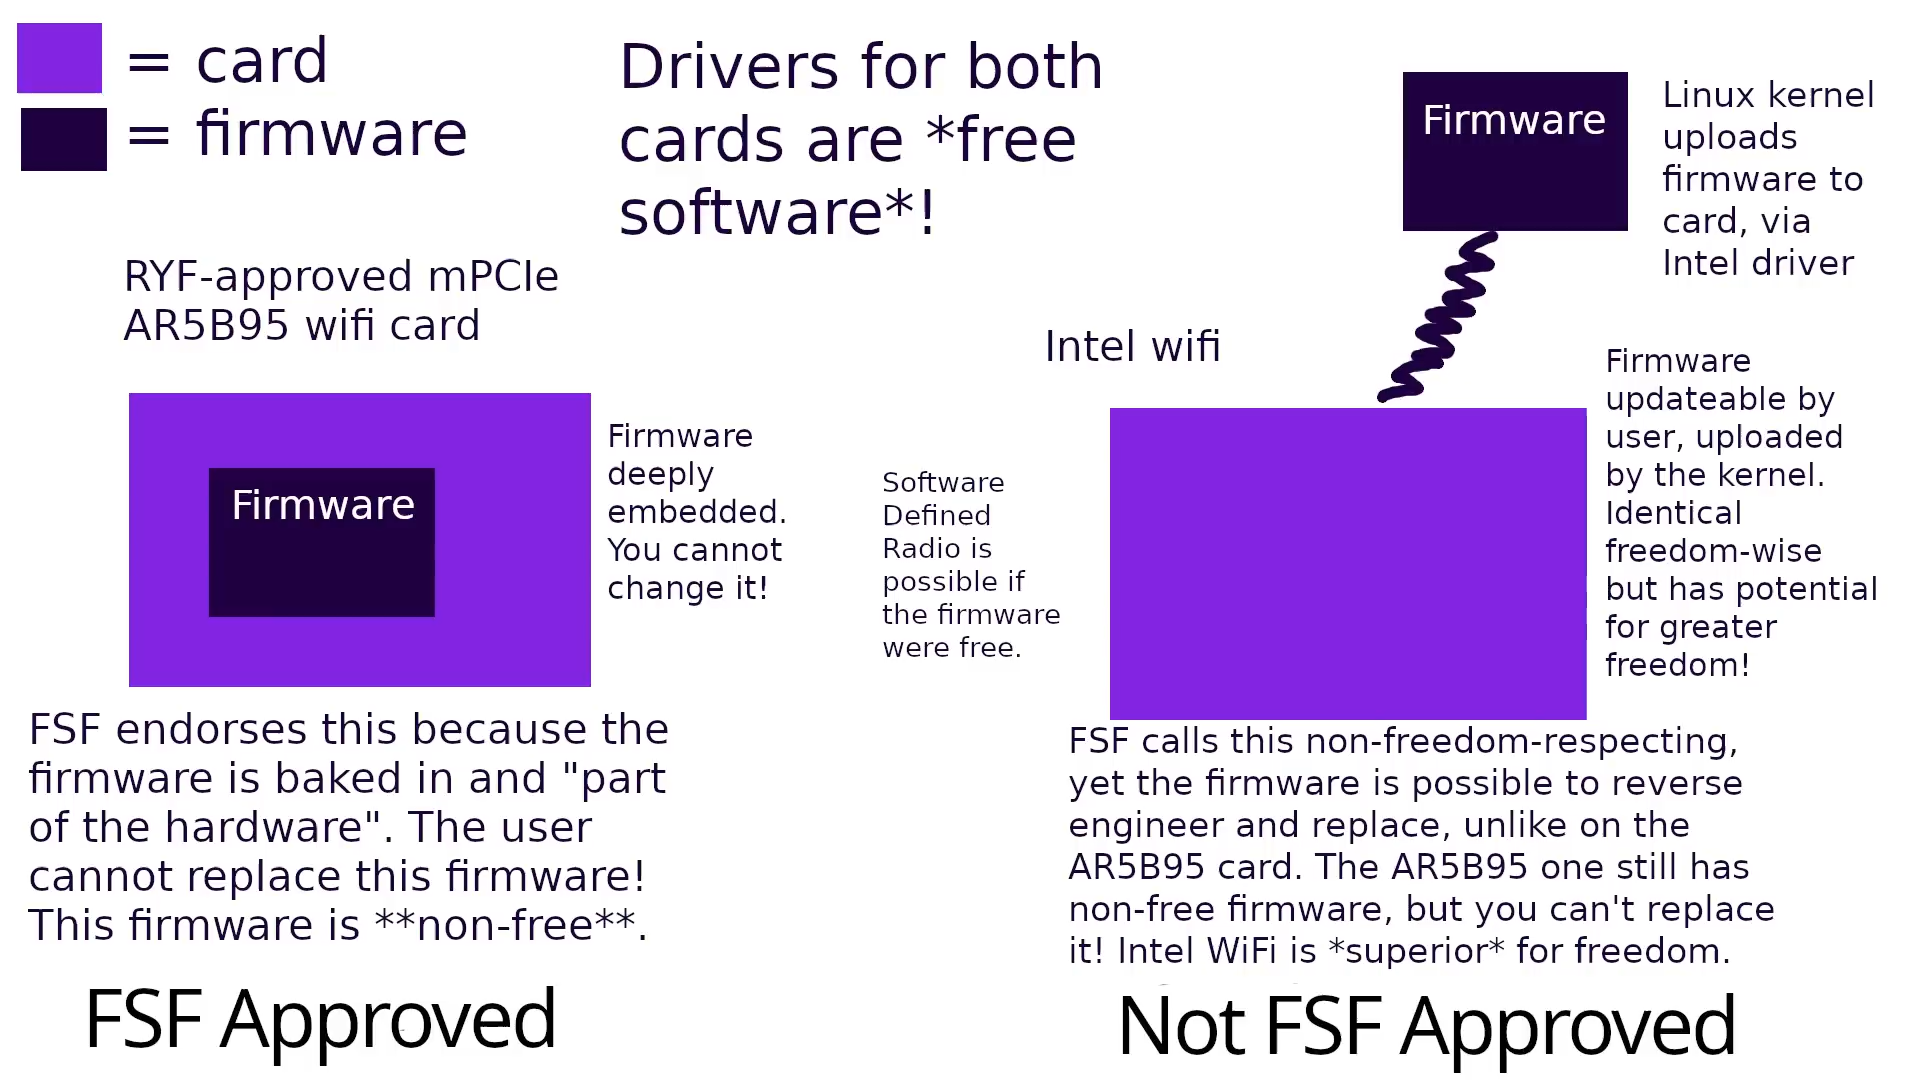 = card
= firmware
Drivers for both
cards are *free
software*!
RYF-approved mPCIe
AR5B95 wifi card
Firmware
Firmware
deeply
embedded.
You cannot
change it!
FSF endorses this because the
firmware is baked in and "part
of the hardware". The user
cannot replace this firmware!
This firmware is **non-free**.
FSF Approved
Firmware
Linux kernel
uploads
firmware to
card, via
Intel driver
Intel wifi
Software
Defined
Radio is
possible if
the firmware
were free.
Firmware
updateable by
user, uploaded
by the kernel.
Identical
freedom-wise
but has potential
for greater
freedom!
FSF calls this non-freedom-respecting,
yet the firmware is possible to reverse
engineer and replace, unlike on the
AR5B95 card. The AR5B95 one still has
non-free firmware, but you can't replace
it! Intel WiFi is *superior* for freedom.
Not FSF Approved